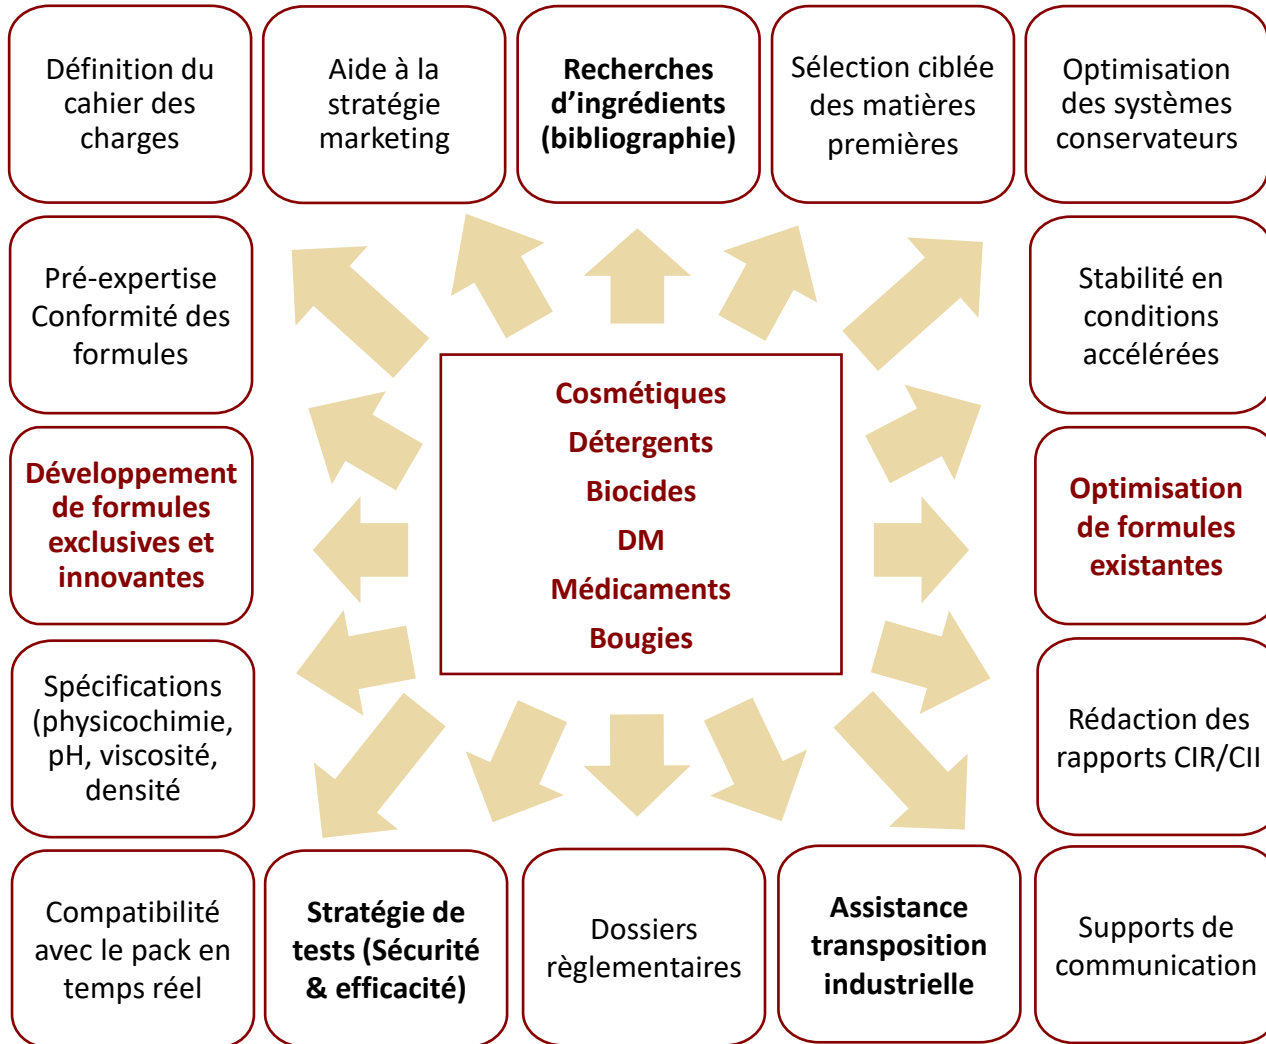 Définition du
cahier des
charges
Aide à la
stratégie
marketing
Recherches
d’ingrédients
(bibliographie)
Sélection ciblée
des matières
premières
Optimisation
des systèmes
conservateurs
Pré-expertise
Conformité des
formules
Stabilité en
conditions
accélérées
Cosmétiques
Détergents
Biocides
DM
Médicaments
Bougies
Développement
de formules
exclusives et
innovantes
Optimisation
de formules
existantes
Spécifications
(physicochimie,
pH, viscosité,
densité
Rédaction des
rapports CIR/CII
Compatibilité
avec le pack en
temps réel
Stratégie de
tests (Sécurité
& efficacité)
Dossiers
règlementaires
Assistance
transposition
industrielle
Supports de
communication